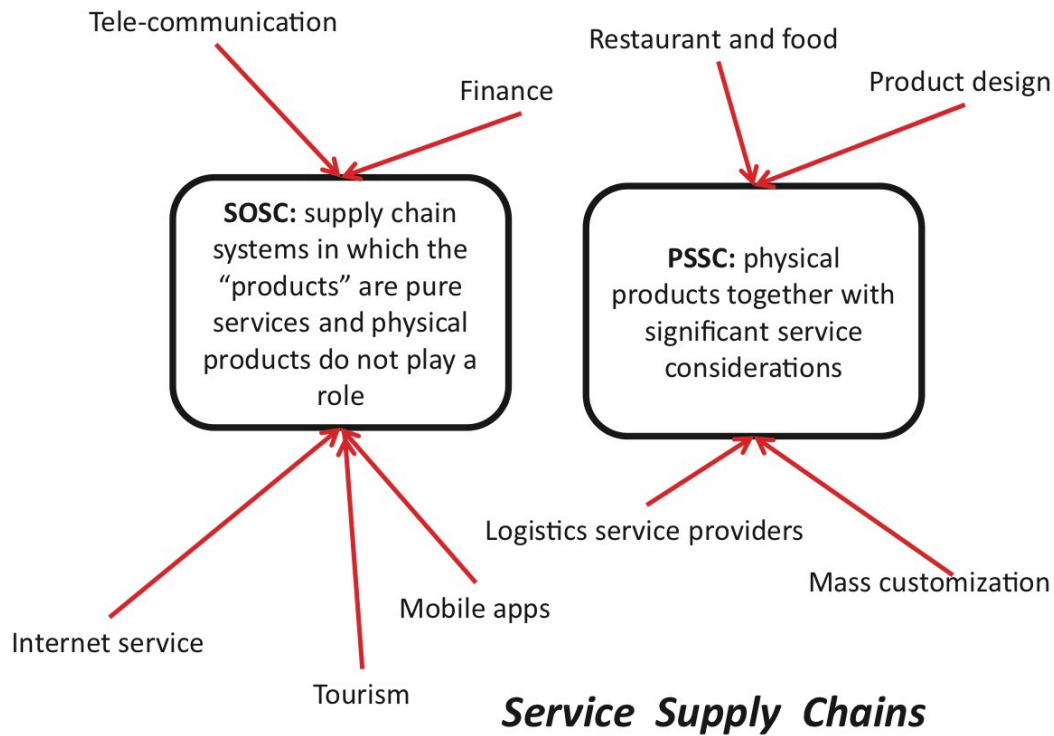 Tele-communication
Finance
Restaurant and food
Product design
SOSC: supply chain
systems in which the
“products” are pure
services and physical
products do not play a
role
PSSC: physical
products together with
significant service
considerations
Logistics service providers
Mass customization
Mobile apps
Internet service
Tourism
Service Supply Chains